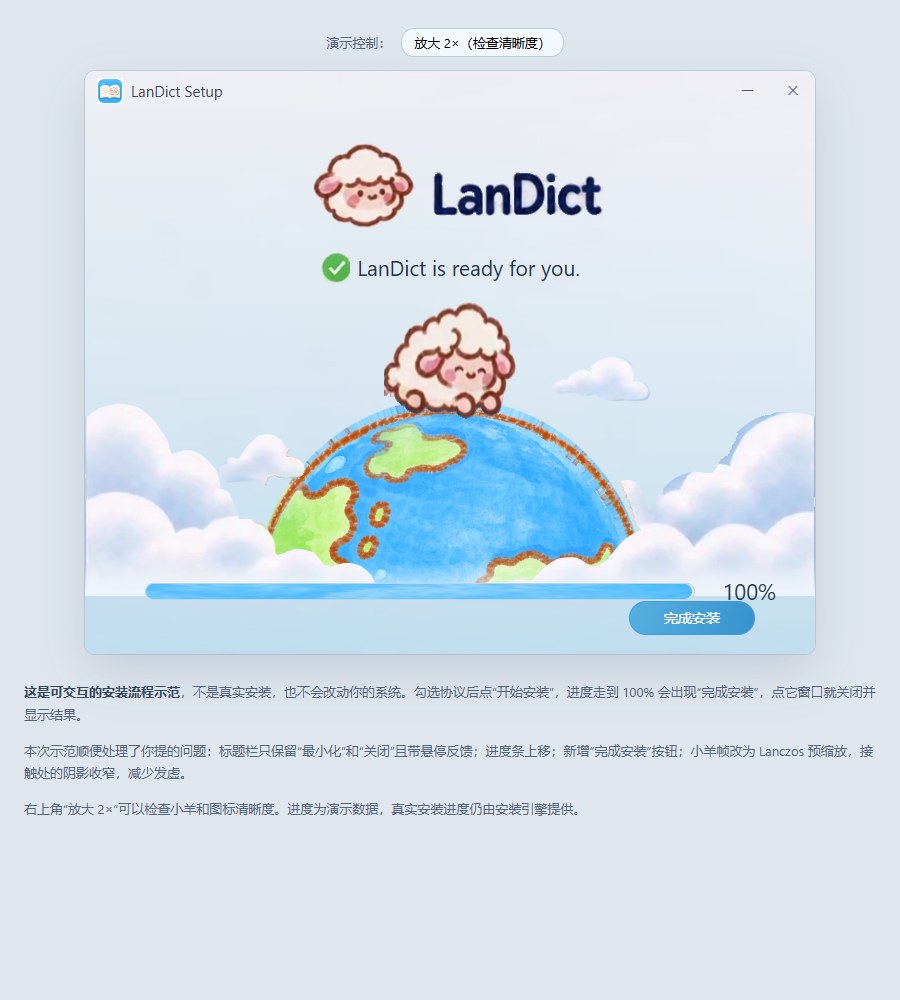 演示控制： 放大 2×（检查清晰度）
LanDict Setup
LanDict
LanDict is ready for you.
100%
完成安装
这是可交互的安装流程示范，不是真实安装，也不会改动你的系统。勾选协议后点“开始安装”，进度走到 100% 会出现“完成安装”，点它窗口就关闭并
显示结果。
本次示范顺便处理了你提的问题：标题栏只保留“最小化”和“关闭”且带悬停反馈；进度条上移；新增“完成安装”按钮；小羊帧改为 Lanczos 预缩放，接
触处的阴影收窄，减少发虚。
右上角“放大 2×”可以检查小羊和图标清晰度。进度为演示数据，真实安装进度仍由安装引擎提供。